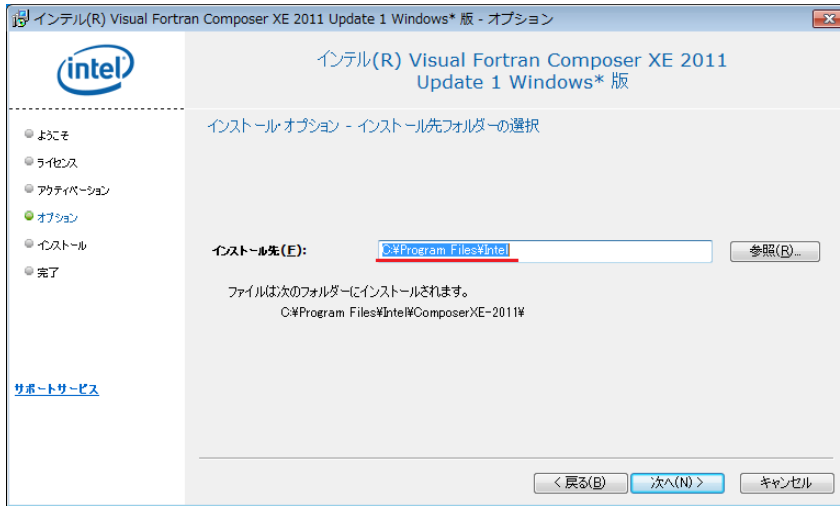 インテル(R) Visual Fortran Composer XE 2011 Update 1 Windows* 版 - オプション
intel
インテル(R) Visual Fortran Composer XE 2011
Update 1 Windows* 版
ようこそ
ライセンス
アクティベーション
オプション
インストール
完了
サポートサービス
インストール・オプション - インストール先フォルダーの選択
インストール先(F):
C:¥Program Files¥Intel
参照(R)...
ファイルは次のフォルダーにインストールされます。
C:¥Program Files¥Intel¥ComposerXE-2011¥
< 戻る(B)
次へ(N) >
キャンセル